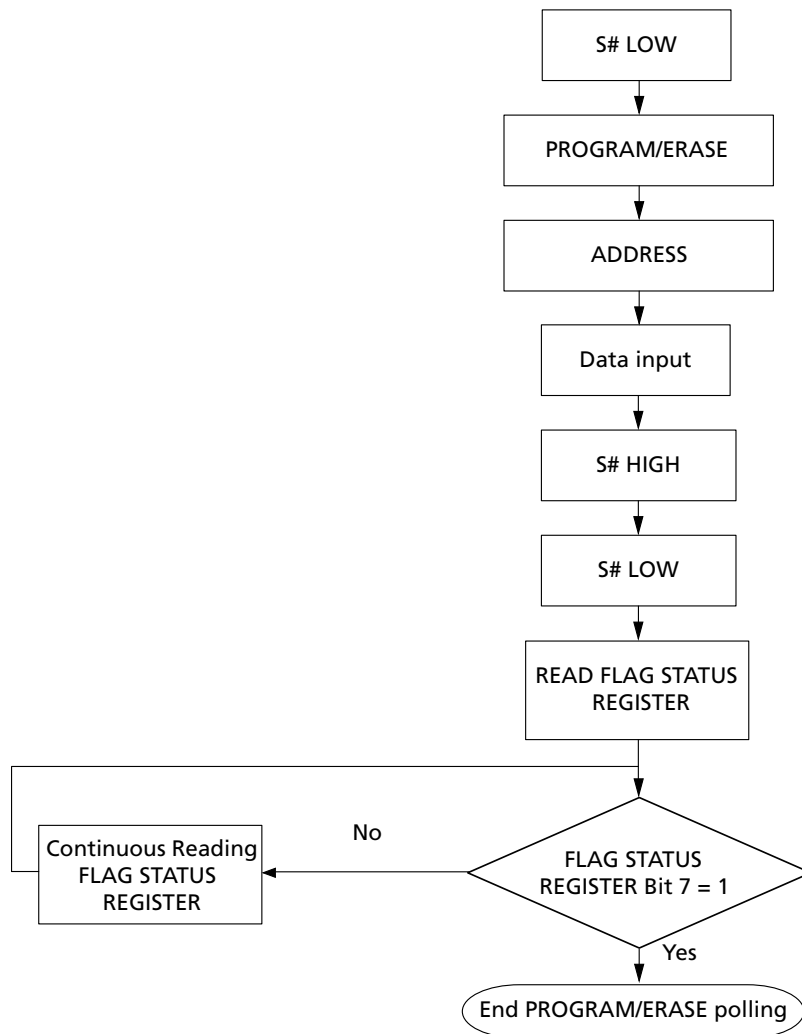 S# LOW
PROGRAM/ERASE
ADDRESS
Data input
S# HIGH
S# LOW
READ FLAG STATUS
REGISTER
No
Continuous Reading
FLAG STATUS
REGISTER
FLAG STATUS
REGISTER Bit 7 = 1
Yes
End PROGRAM/ERASE polling